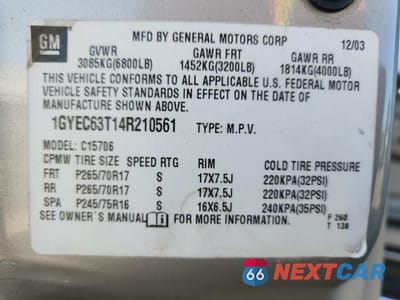 GM
MFD BY GENERAL MOTORS CORP 12/03
GVWR GAWR FRT GAWR RR
3085KG(6800LB) 1452KG(3200LB) 1814KG(4000LB)
THIS VEHICLE CONFORMS TO ALL APPLICABLE U.S. FEDERAL MOTOR
VEHICLE SAFETY STANDARDS IN EFFECT ON THE DATE OF
MANUFACTURE SHOWN ABOVE.
1GYEC63T14R210561 TYPE: M.P.V.
MODEL: C15706
CPMW TIRE SIZE SPEED RTG RIM COLD TIRE PRESSURE
FRT P265/70R17 S 17X7.5J 220KPA(32PSI)
RR P265/70R17 S 17X7.5J 220KPA(32PSI)
SPA P245/75R16 S 16X6.5J 240KPA(35PSI)
SEE OWNER'S MANUAL i FOR MORE INFORMATION.
F 260
T 130
66 NEXTCAR